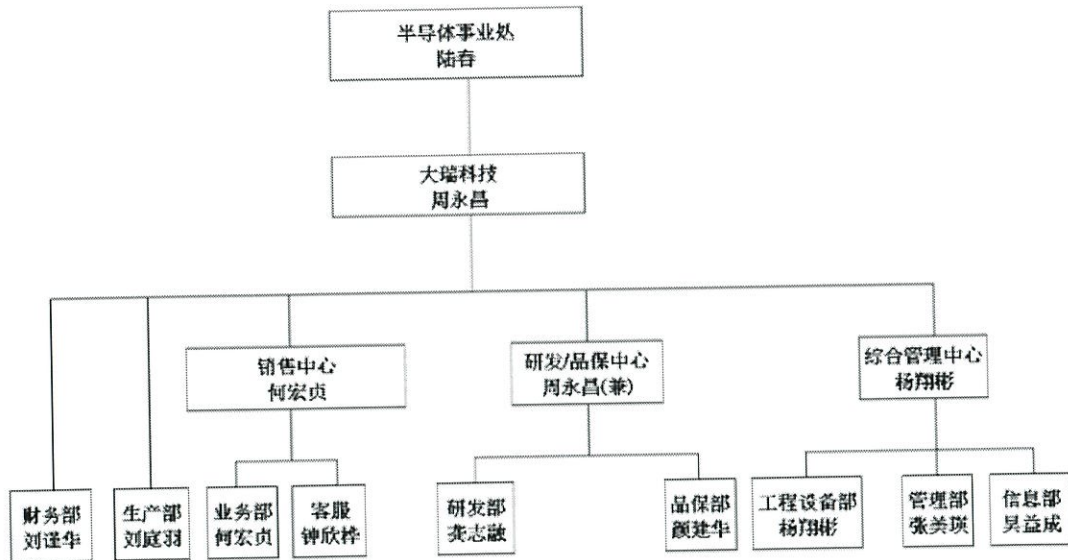 半导体事业处
陆春
大瑞科技
周永昌
销售中心
何宏贞
研发/品保中心
周永昌(兼)
综合管理中心
杨翔彬
财务部
刘谨华
生产部
刘庭羽
业务部
何宏贞
客服
钟欣桦
研发部
龚志融
品保部
颜建华
工程设备部
杨翔彬
管理部
张美瑛
信息部
吴益成